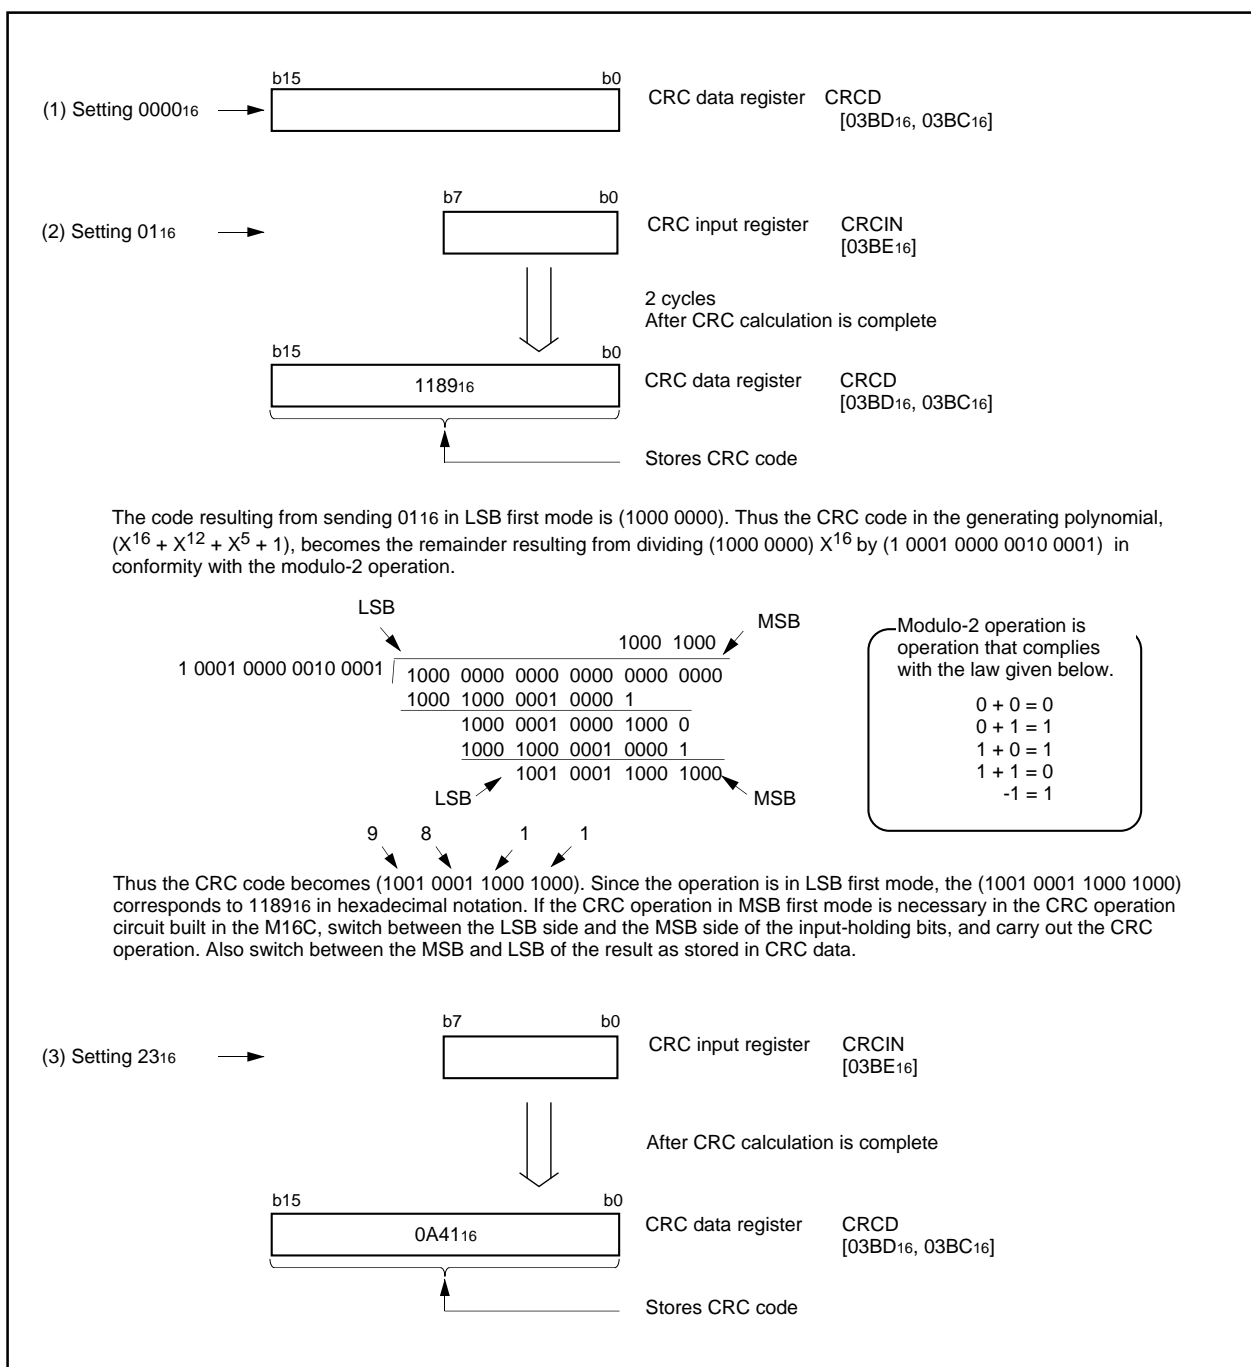 b15 b0
(1) Setting 0000₁₆ CRC data register CRCD
[03BD₁₆, 03BC₁₆]
b7 b0
(2) Setting 01₁₆ CRC input register CRCIN
[03BE₁₆]
2 cycles
After CRC calculation is complete
b15 b0
1189₁₆ CRC data register CRCD
[03BD₁₆, 03BC₁₆]
Stores CRC code
The code resulting from sending 01₁₆ in LSB first mode is (1000 0000). Thus the CRC code in the generating polynomial,
(X¹⁶ + X¹² + X⁵ + 1), becomes the remainder resulting from dividing (1000 0000) X¹⁶ by (1 0001 0000 0010 0001) in
conformity with the modulo-2 operation.
LSB MSB
1000 1000
1 0001 0000 0010 0001 1000 0000 0000 0000 0000 0000
1000 1000 0001 0000 1
1000 0001 0000 1000 0
1000 1000 0001 0000 1
1001 0001 1000 1000
LSB MSB
Modulo-2 operation is
operation that complies
with the law given below.
0 + 0 = 0
0 + 1 = 1
1 + 0 = 1
1 + 1 = 0
-1 = 1
9 8 1 1
Thus the CRC code becomes (1001 0001 1000 1000). Since the operation is in LSB first mode, the (1001 0001 1000 1000)
corresponds to 1189₁₆ in hexadecimal notation. If the CRC operation in MSB first mode is necessary in the CRC operation
circuit built in the M16C, switch between the LSB side and the MSB side of the input-holding bits, and carry out the CRC
operation. Also switch between the MSB and LSB of the result as stored in CRC data.
b7 b0
(3) Setting 23₁₆ CRC input register CRCIN
[03BE₁₆]
After CRC calculation is complete
b15 b0
0A41₁₆ CRC data register CRCD
[03BD₁₆, 03BC₁₆]
Stores CRC code